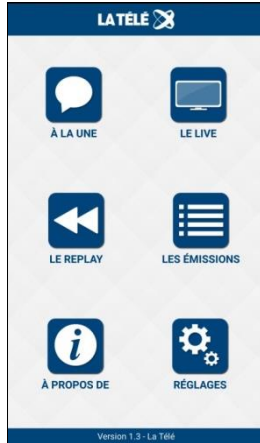 LA TÉLÉ
À LA UNE
LE LIVE
LE REPLAY
LES ÉMISSIONS
À PROPOS DE
RÉGLAGES
Version 1.3 - La Télé